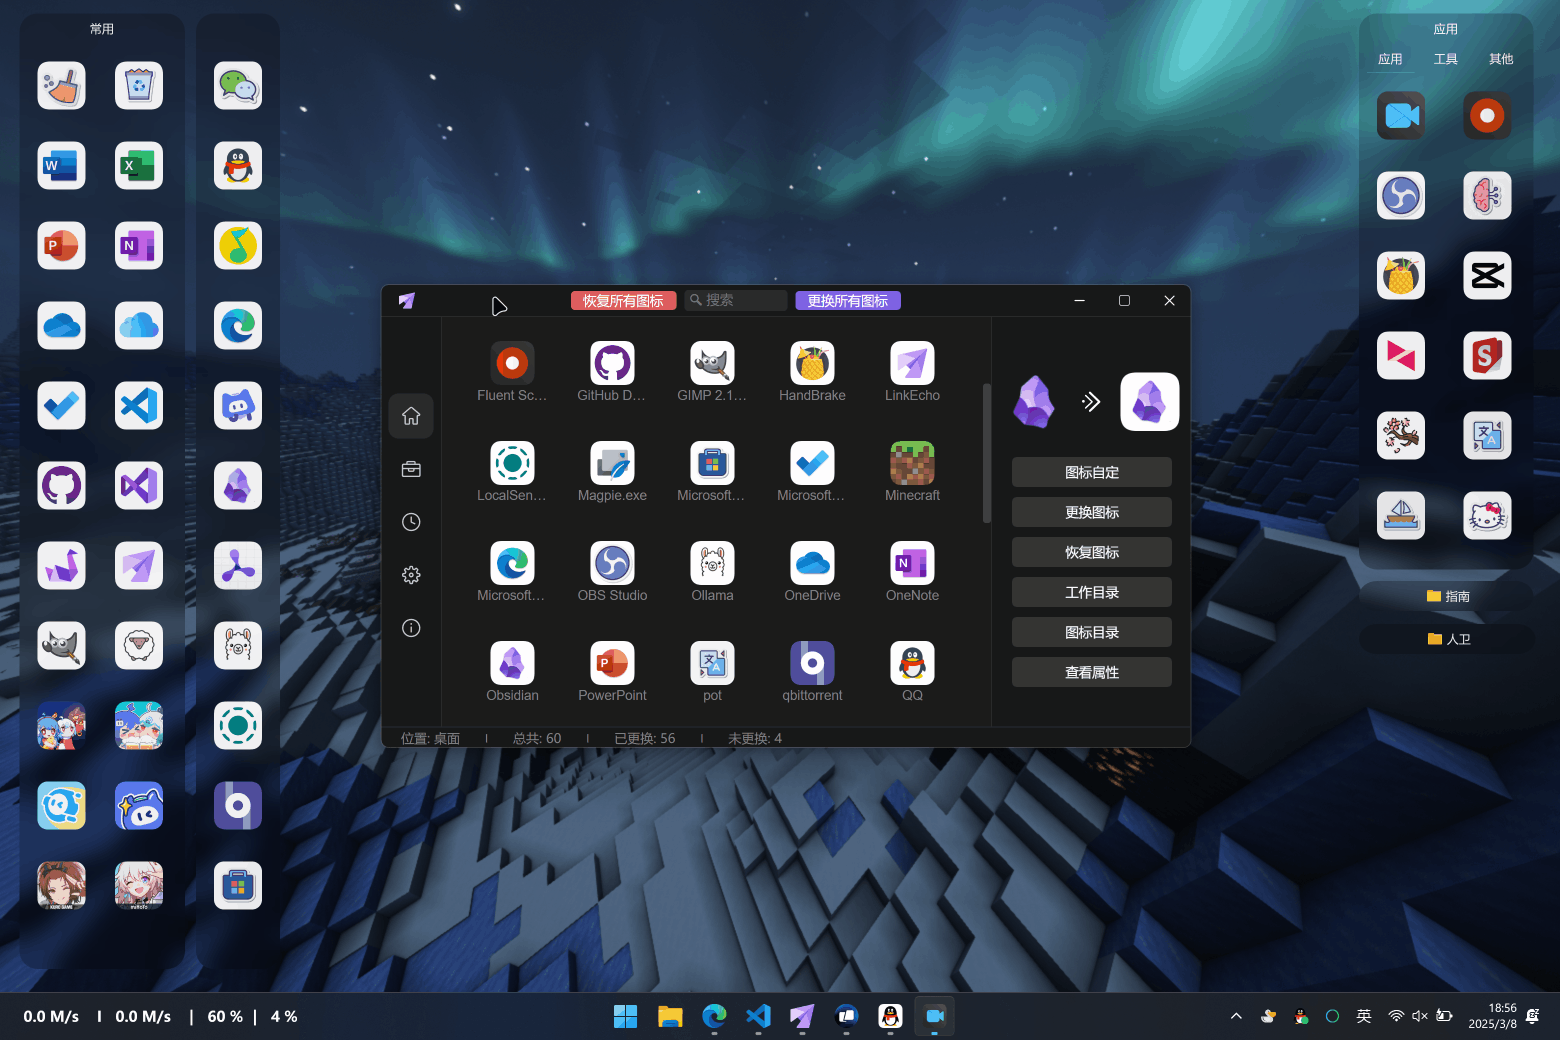 常用
应用
应用 工具 其他
指南
人卫
恢复所有图标 搜索 更换所有图标
Fluent Sc... GitHub D... GIMP 2.1... HandBrake LinkEcho
LocalSen... Magpie.exe Microsoft... Microsoft... Minecraft
Microsoft... OBS Studio Ollama OneDrive OneNote
Obsidian PowerPoint pot qbittorrent QQ
图标自定
更换图标
恢复图标
工作目录
图标目录
查看属性
位置: 桌面 | 总共: 60 | 已更换: 56 | 未更换: 4
0.0 M/s | 0.0 M/s | 60 % | 4 %
英
18:56
2025/3/8